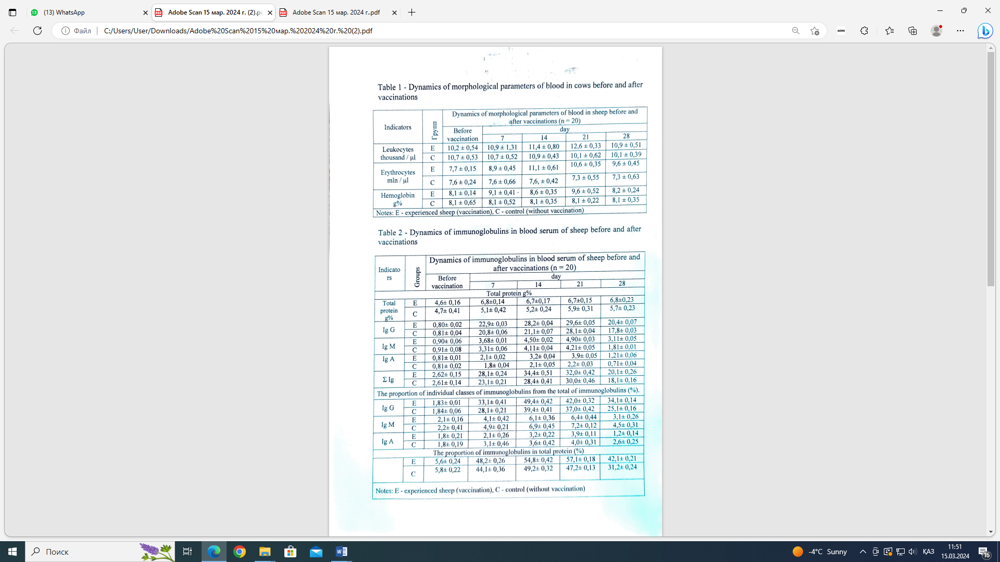 (13) WhatsApp
Adobe Scan 15 мар. 2024 г. (2).pd
Adobe Scan 15 мар. 2024 г..pdf
Файл
C:/Users/User/Downloads/Adobe%20Scan%2015%20мар.%202024%20г.%20(2).pdf
AERO
Table 1 - Dynamics of morphological parameters of blood in cows before and after
vaccinations
Indicators Групп Dynamics of morphological parameters of blood in sheep before and
after vaccinations (n = 20)
Before vaccination day
7 14 21 28
Leukocytes thousand / µl E 10,2 ± 0,54 10,9 ± 1,31 11,4 ± 0,80 12,6 ± 0,33 10,9 ± 0,51
C 10,7 ± 0,53 10,7 ± 0,52 10,9 ± 0,43 10,1 ± 0,62 10,1 ± 0,39
Erythrocytes mln / µl E 7,7 ± 0,15 8,9 ± 0,45 11,1 ± 0,61 10,6 ± 0,35 9,6 ± 0,45
C 7,6 ± 0,24 7,6 ± 0,66 7,6, ± 0,42 7,3 ± 0,55 7,3 ± 0,63
Hemoglobin g% E 8,1 ± 0,14 9,1 ± 0,41 8,6 ± 0,35 9,6 ± 0,52 8,2 ± 0,24
C 8,1 ± 0,65 8,1 ± 0,52 8,1 ± 0,35 8,1 ± 0,22 8,1 ± 0,35
Notes: E - experienced sheep (vaccination), C - control (without vaccination)
Table 2 - Dynamics of immunoglobulins in blood serum of sheep before and after
vaccinations
Indicato rs Groups Dynamics of immunoglobulins in blood serum of sheep before and
after vaccinations (n = 20)
Before vaccination day
7 14 21 28
Total protein g%
Total protein g% E 4,6± 0,16 6,8±0,14 6,7±0,17 6,7±0,15 6,8±0,23
C 4,7± 0,41 5,1± 0,42 5,2± 0,24 5,9± 0,31 5,7± 0,23
Ig G E 0,80± 0,02 22,9± 0,03 28,2± 0,04 29,6± 0,05 20,4± 0,07
C 0,81± 0,04 20,8± 0,06 21,1± 0,07 28,1± 0,04 17,8± 0,03
Ig M E 0,90± 0,06 3,68± 0,01 4,50± 0,02 4,90± 0,03 3,11± 0,05
C 0,91± 0,08 3,31± 0,06 4,11± 0,04 4,21± 0,05 1,81± 0,01
Ig A E 0,81± 0,01 2,1± 0,02 3,2± 0,04 3,9± 0,05 1,21± 0,06
C 0,81± 0,02 1,8± 0,04 2,1± 0,05 2,2± 0,03 0,71± 0,04
Σ Ig E 2,62± 0,15 28,1± 0,24 34,4± 0,51 32,0± 0,42 20,1± 0,26
C 2,61± 0,14 23,1± 0,21 28,4± 0,41 30,0± 0,46 18,1± 0,16
The proportion of individual classes of immunoglobulins from the total of immunoglobulins (%).
Ig G E 1,83± 0,01 33,1± 0,41 49,4± 0,42 42,0± 0,32 34,1± 0,14
C 1,84± 0,06 28,1± 0,21 39,4± 0,41 37,0± 0,42 25,1± 0,16
Ig M E 2,1± 0,16 4,1± 0,42 6,1± 0,36 6,4± 0,44 3,1± 0,26
C 2,2± 0,41 4,9± 0,21 6,9± 0,45 7,2± 0,12 4,5± 0,31
Ig A E 1,8± 0,21 2,1± 0,26 3,2± 0,22 3,9± 0,11 1,2± 0,14
C 1,8± 0,19 3,1± 0,46 3,6± 0,42 4,0± 0,31 2,6± 0,25
The proportion of immunoglobulins in total protein (%)
E 5,6± 0,24 48,2± 0,26 54,8± 0,42 57,1± 0,18 42,1± 0,21
C 5,8± 0,22 44,1± 0,36 49,2± 0,32 47,2± 0,13 31,2± 0,24
Notes: E - experienced sheep (vaccination), C - control (without vaccination)
Поиск
-4°C Sunny
ҚАЗ
11:51
15.03.2024
16